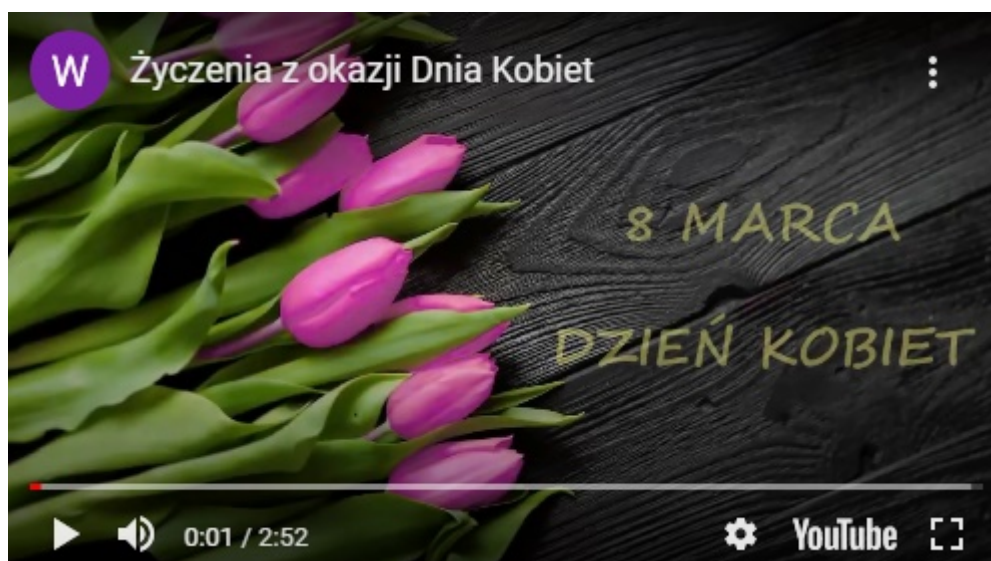 W Życzenia z okazji Dnia Kobiet
8 MARCA
DZIEŃ KOBIET
0:01 / 2:52 YouTube